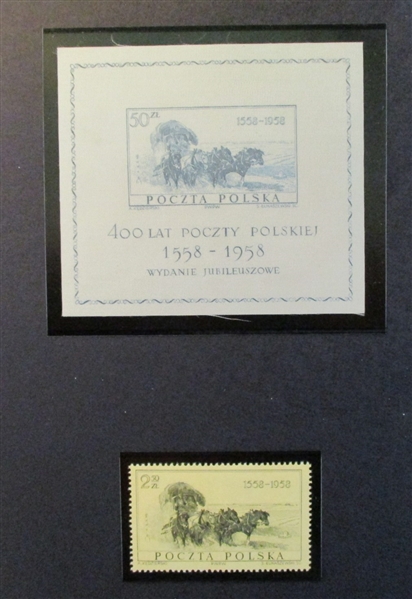 50 zł 1558-1958
POCZTA POLSKA
400 LAT POCZTY POLSKIEJ
1558 - 1958
WYDANIE JUBILEUSZOWE
2.50 zł 1558-1958
POCZTA POLSKA